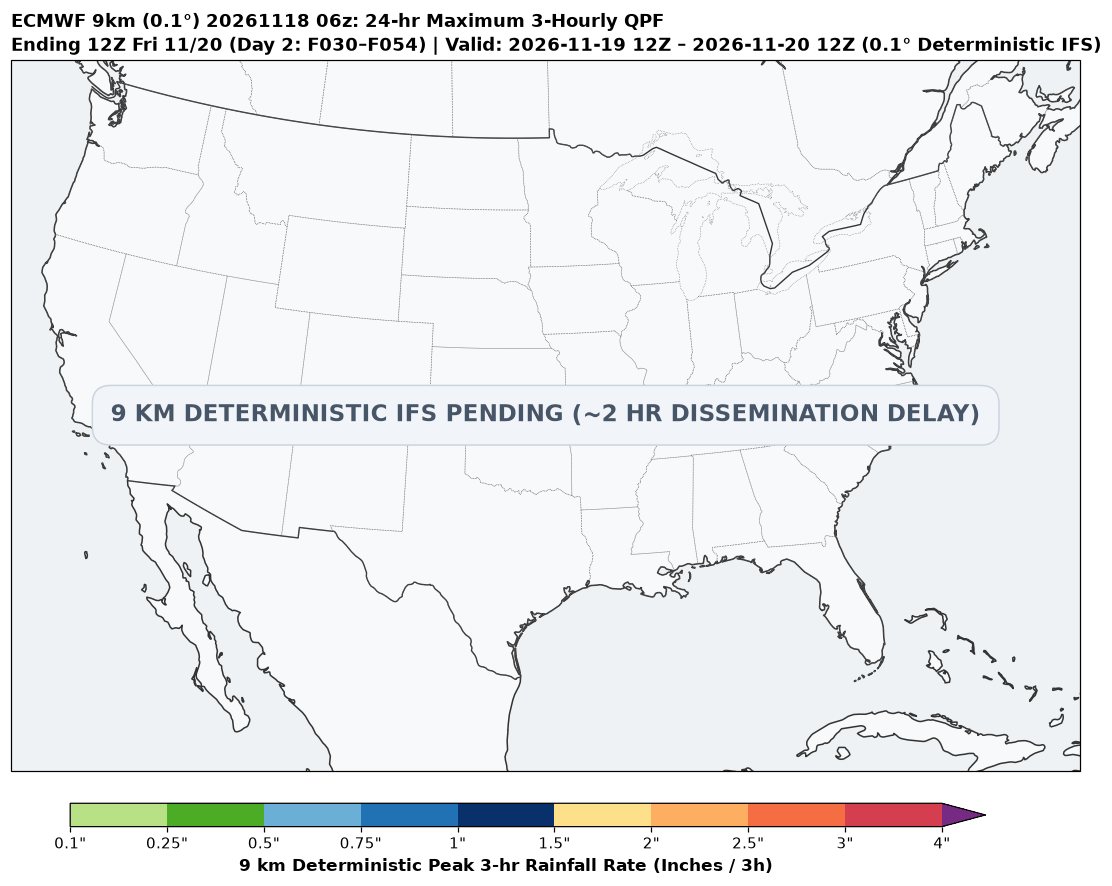 ECMWF 9km (0.1°) 20261118 06z: 24-hr Maximum 3-Hourly QPF
Ending 12Z Fri 11/20 (Day 2: F030–F054) | Valid: 2026-11-19 12Z – 2026-11-20 12Z (0.1° Deterministic IFS)
9 KM DETERMINISTIC IFS PENDING (~2 HR DISSEMINATION DELAY)
0.1" 0.25" 0.5" 0.75" 1" 1.5" 2" 2.5" 3" 4"
9 km Deterministic Peak 3-hr Rainfall Rate (Inches / 3h)